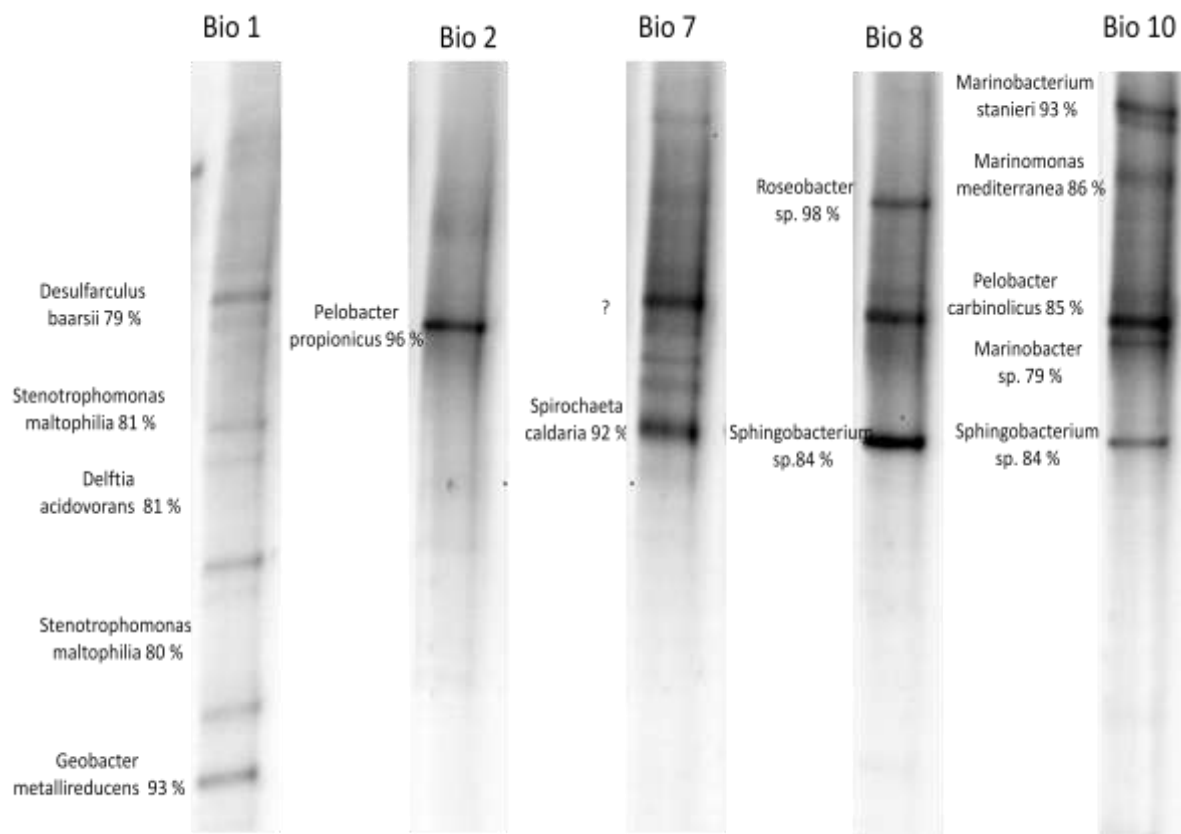 Bio 1
Bio 2
Bio 7
Bio 8
Bio 10
Desulfarculus
baarsii 79 %
Stenotrophomonas
maltophilia 81 %
Delftia
acidovorans 81 %
Stenotrophomonas
maltophilia 80 %
Geobacter
metallireducens 93 %
Pelobacter
propionicus 96 %
?
Spirochaeta
caldaria 92 %
Roseobacter
sp. 98 %
Sphingobacterium
sp.84 %
Marinobacterium
stanieri 93 %
Marinomonas
mediterranea 86 %
Pelobacter
carbinolicus 85 %
Marinobacter
sp. 79 %
Sphingobacterium
sp. 84 %